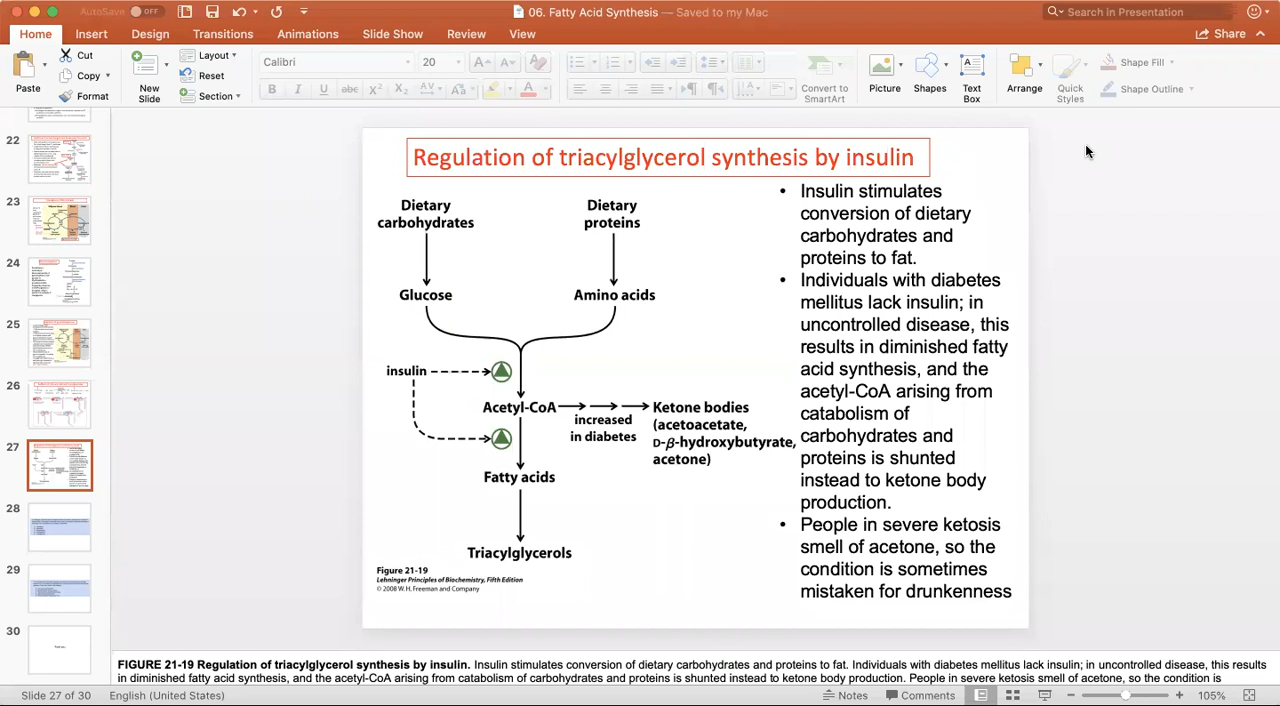 AutoSave OFF
06. Fatty Acid Synthesis — Saved to my Mac
Search in Presentation
Home Insert Design Transitions Animations Slide Show Review View
Share
Paste
Cut
Copy
Format
New
Slide
Layout
Reset
Section
Calibri 20
B I U abc X² X₂ AV Aa A
Convert to
SmartArt
Picture
Shapes
Text
Box
Arrange
Quick
Styles
Shape Fill
Shape Outline
22
23
24
25
26
27
28
29
30
Regulation of triacylglycerol synthesis by insulin
Dietary
carbohydrates
Dietary
proteins
Glucose
Amino acids
insulin
Acetyl-CoA
increased
in diabetes
Ketone bodies
(acetoacetate,
D-β-hydroxybutyrate,
acetone)
Fatty acids
Triacylglycerols
Figure 21-19
Lehninger Principles of Biochemistry, Fifth Edition
© 2008 W. H. Freeman and Company
• Insulin stimulates
conversion of dietary
carbohydrates and
proteins to fat.
• Individuals with diabetes
mellitus lack insulin; in
uncontrolled disease, this
results in diminished fatty
acid synthesis, and the
acetyl-CoA arising from
catabolism of
carbohydrates and
proteins is shunted
instead to ketone body
production.
• People in severe ketosis
smell of acetone, so the
condition is sometimes
mistaken for drunkenness
FIGURE 21-19 Regulation of triacylglycerol synthesis by insulin. Insulin stimulates conversion of dietary carbohydrates and proteins to fat. Individuals with diabetes mellitus lack insulin; in uncontrolled disease, this results
in diminished fatty acid synthesis, and the acetyl-CoA arising from catabolism of carbohydrates and proteins is shunted instead to ketone body production. People in severe ketosis smell of acetone, so the condition is
Slide 27 of 30 English (United States)
Notes Comments 105%